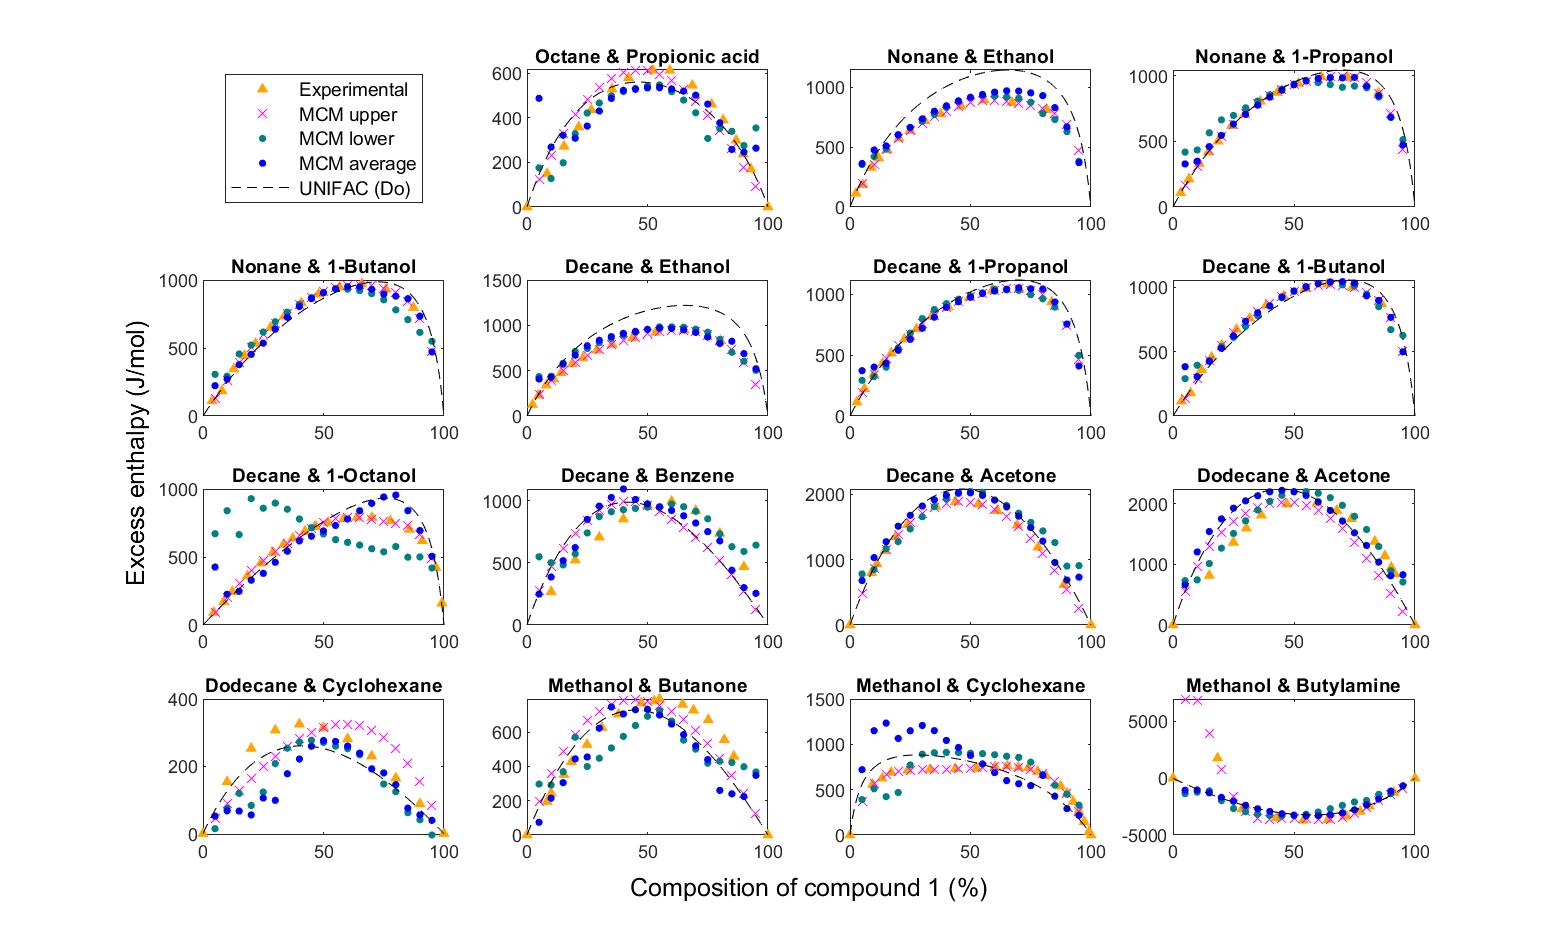 Experimental
MCM upper
MCM lower
MCM average
UNIFAC (Do)
Octane & Propionic acid
600
400
200
0
0 50 100
Nonane & Ethanol
1000
500
0
0 50 100
Nonane & 1-Propanol
1000
500
0
0 50 100
Nonane & 1-Butanol
1000
500
0
0 50 100
Decane & Ethanol
1500
1000
500
0
0 50 100
Decane & 1-Propanol
1000
500
0
0 50 100
Decane & 1-Butanol
1000
500
0
0 50 100
Decane & 1-Octanol
1000
500
0
0 50 100
Decane & Benzene
1000
500
0
0 50 100
Decane & Acetone
2000
1000
0
0 50 100
Dodecane & Acetone
2000
1000
0
0 50 100
Dodecane & Cyclohexane
400
200
0
0 50 100
Methanol & Butanone
600
400
200
0
0 50 100
Methanol & Cyclohexane
1500
1000
500
0
0 50 100
Methanol & Butylamine
5000
0
-5000
0 50 100
Excess enthalpy (J/mol)
Composition of compound 1 (%)